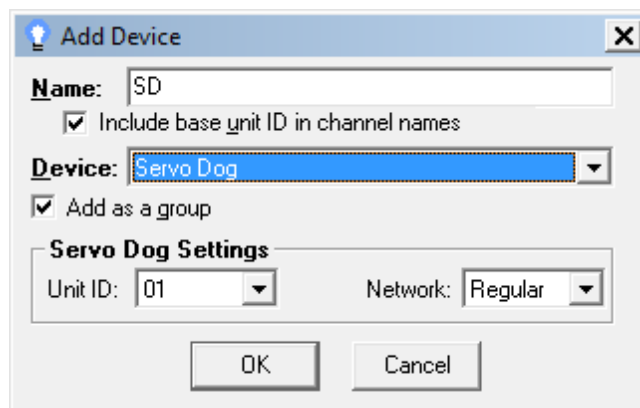 Add Device
Name: SD
Include base unit ID in channel names
Device: Servo Dog
Add as a group
Servo Dog Settings
Unit ID: 01 Network: Regular
OK Cancel